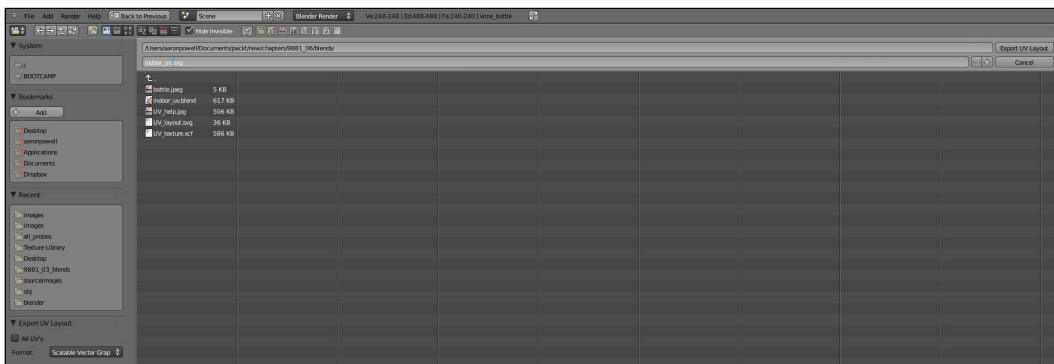 File Add Render Help Back to Previous Scene Blender Render Ve:248-248 | Ed:488-488 | Fa:240-240 | wine_bottle
Hide Invisible
System
/
BOOTCAMP
Bookmarks
Add
Desktop
aaronpowell
Applications
Documents
Dropbox
Recent
images
images
all_probes
Texture Library
Desktop
9881_03_blends
sourceimages
obj
blender
Export UV Layout
All UV's
Format: Scalable Vector Grap
/Users/aaronpowell/Documents/packt/new/chapters/9881_06/blends/ Export UV Layout
indoor_uv.svg Cancel
..
bottle.jpeg 5 KB
indoor_uv.blend 617 KB
UV_help.jpg 506 KB
UV_layout.svg 36 KB
UV_texture.xcf 586 KB